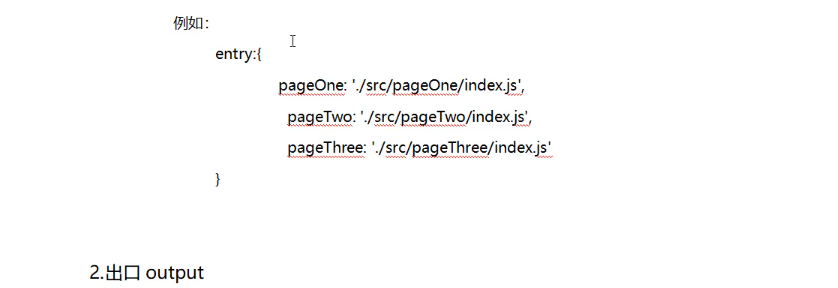 例如：
entry:{
pageOne: './src/pageOne/index.js',
pageTwo: './src/pageTwo/index.js',
pageThree: './src/pageThree/index.js'
}
2.出口 output